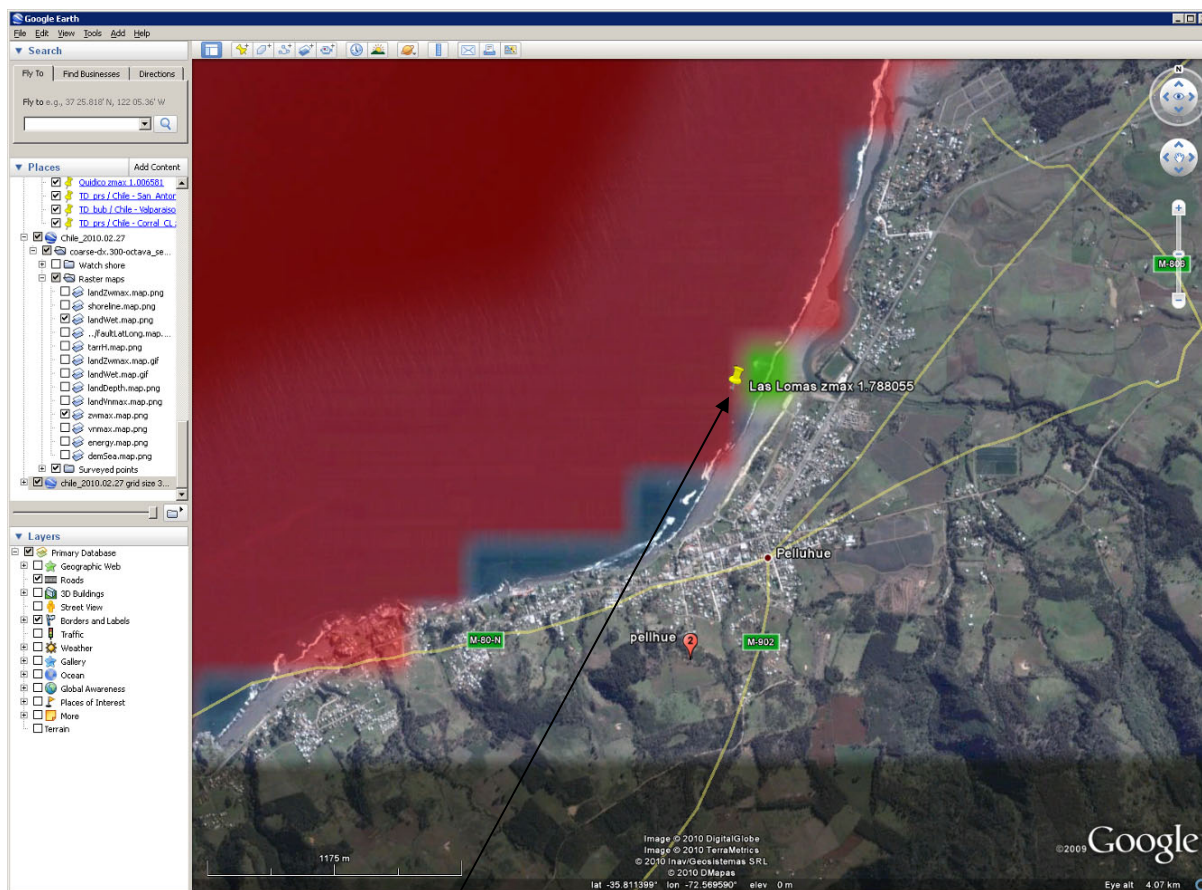 Google Earth
File Edit View Tools Add Help
Search
Fly To Find Businesses Directions
Fly to e.g., 37 25.818' N, 122 05.36' W
Places Add Content
Quidico zmax 1.006581
TD_prs / Chile - San_Antor
TD_bub / Chile - Valparaiso
TD_prs / Chile - Corral_CL
Chile_2010.02.27
coarse-dx.300-octava_se...
Watch shore
Raster maps
landZwmax.map.png
shoreline.map.png
landWet.map.png
../faultLatLong.map....
tarrH.map.png
landZwmax.map.gif
landWet.map.gif
landDepth.map.png
landVnmax.map.png
zwmax.map.png
vnmax.map.png
energy.map.png
demSea.map.png
Surveyed points
chile_2010.02.27 grid size 3...
Layers
Primary Database
Geographic Web
Roads
3D Buildings
Street View
Borders and Labels
Traffic
Weather
Gallery
Ocean
Global Awareness
Places of Interest
More
Terrain
N
M-806
Las Lomas zmax 1.788055
Pelluhue
M-80-N
pellhue
2
M-902
1175 m
Image © 2010 DigitalGlobe
Image © 2010 TerraMetrics
© 2010 Inav/Geosistemas SRL
© 2010 DMapas
©2009 Google
lat -35.811399° lon -72.569590° elev 0 m
Eye alt 4.07 km